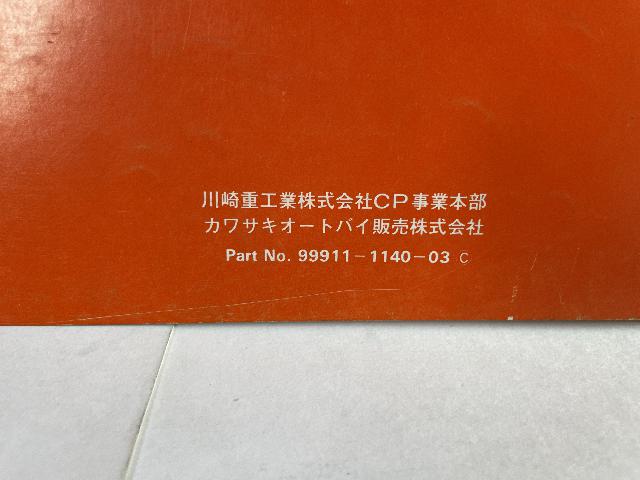 川崎重工業株式会社CP事業本部
カワサキオートバイ販売株式会社
Part No. 99911-1140-03 C